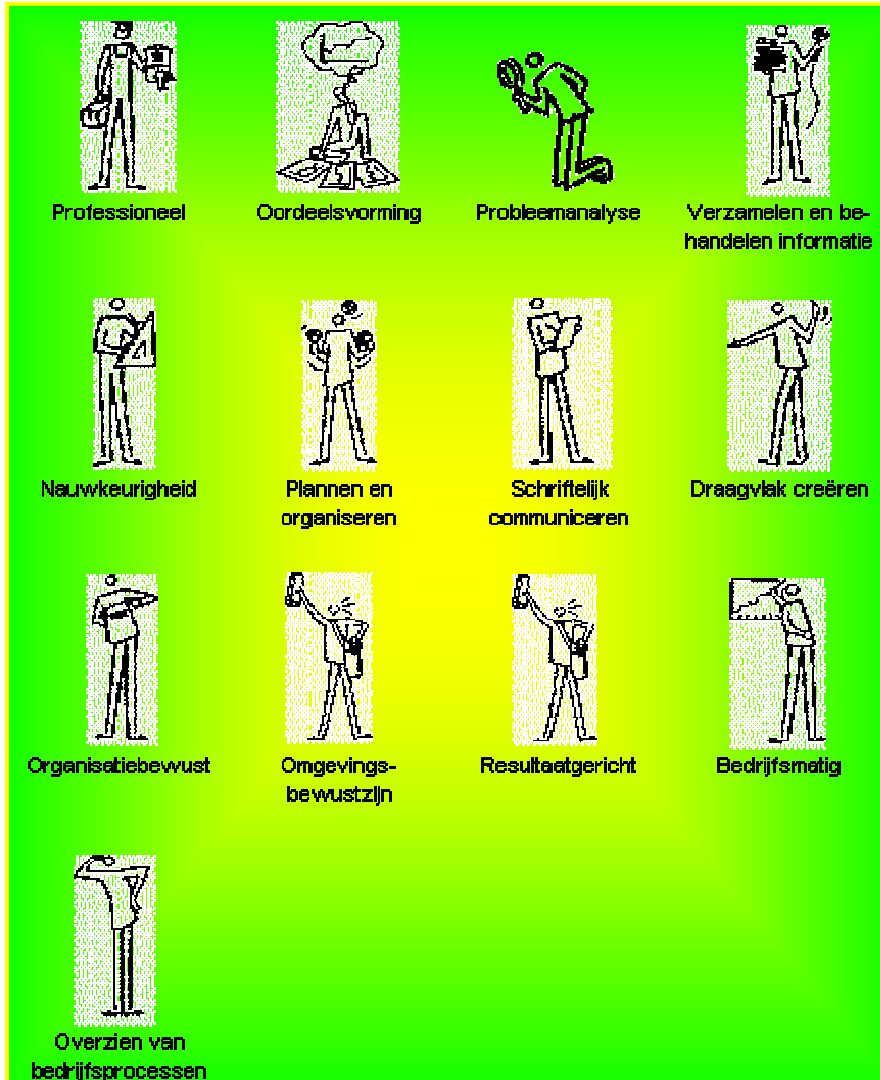 Professioneel
Oordeelsvorming
Probleemanalyse
Verzamelen en be-
handelen informatie
Nauwkeurigheid
Plannen en
organiseren
Schriftelijk
communiceren
Draagvlak creëren
Organisatiebewust
Omgevings-
bewustzijn
Resultaatgericht
Bedrijfsmatig
Overzien van
bedrijfsprocessen